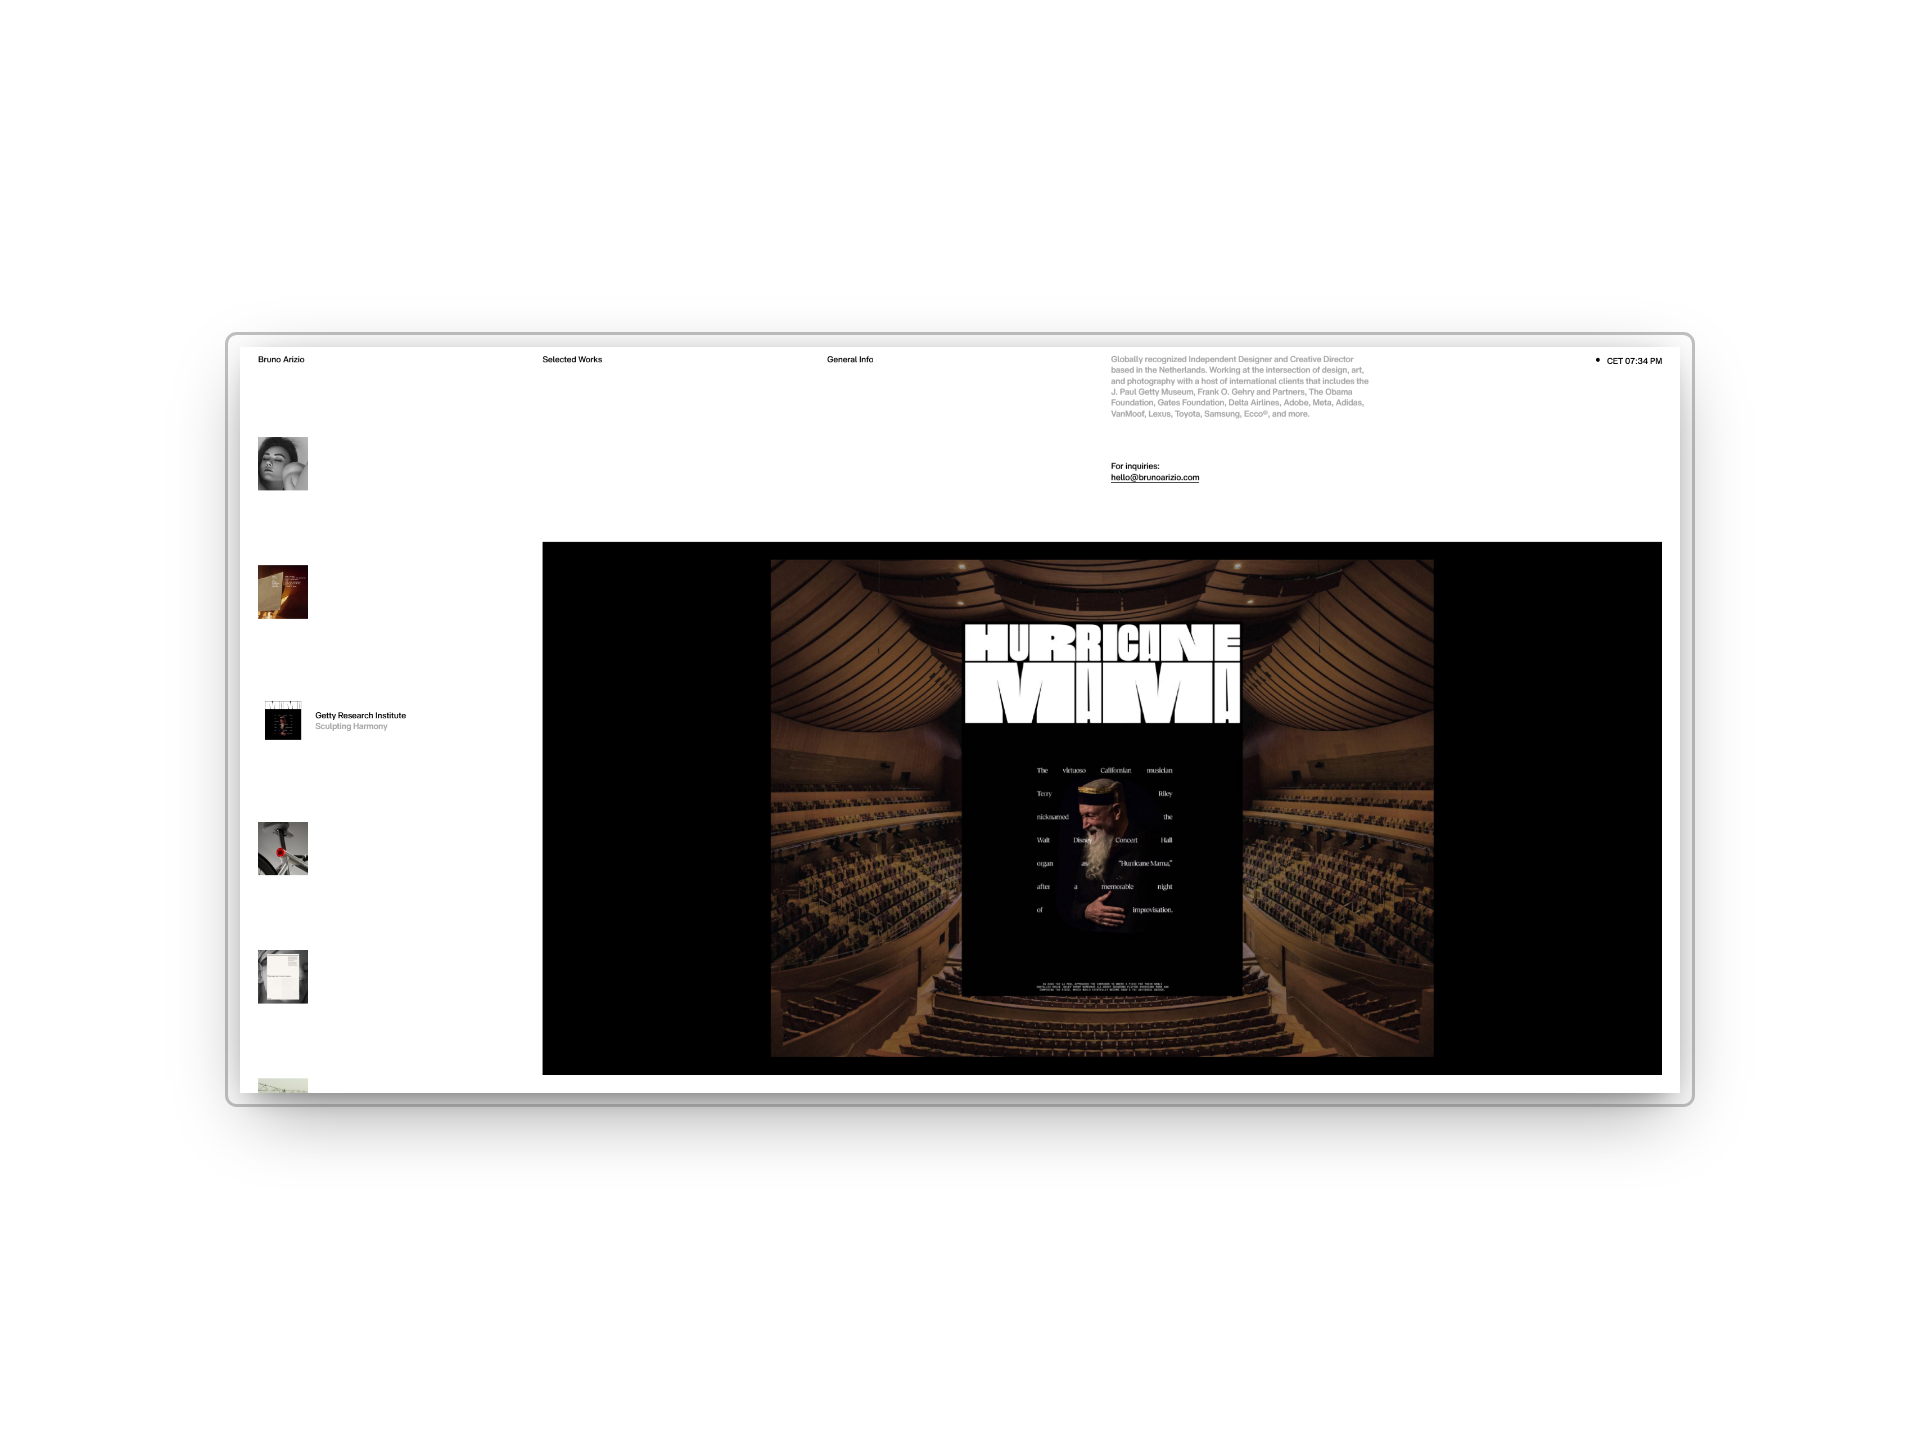 Bruno Arizio
Selected Works
General Info
Globally recognized Independent Designer and Creative Director
based in the Netherlands. Working at the intersection of design, art,
and photography with a host of international clients that includes the
J. Paul Getty Museum, Frank O. Gehry and Partners, The Obama
Foundation, Gates Foundation, Delta Airlines, Adobe, Meta, Adidas,
VanMoof, Lexus, Toyota, Samsung, Ecco®, and more.
CET 07:34 PM
For inquiries:
hello@brunoarizio.com
Getty Research Institute
Sculpting Harmony
HURRICANE
MAMA
The virtuoso Californian musician
Terry Riley
nicknamed the
Walt Disney Concert Hall
organ as "Hurricane Mama,"
after a memorable night
of improvisation.